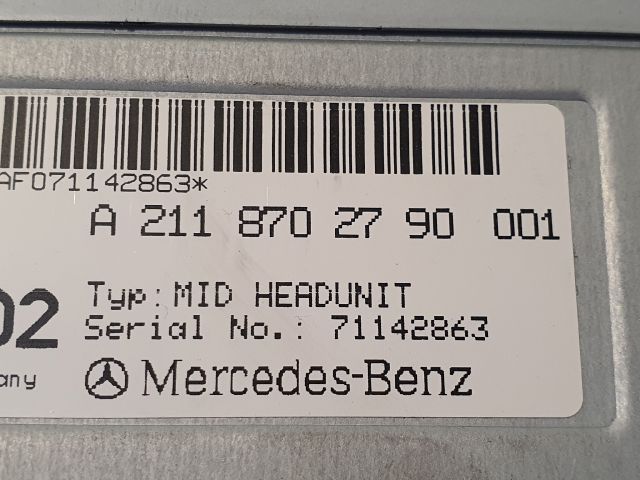 AF071142863*
A 211 870 27 90 001
02
Typ: MID HEADUNIT
Serial No.: 71142863
any Mercedes-Benz